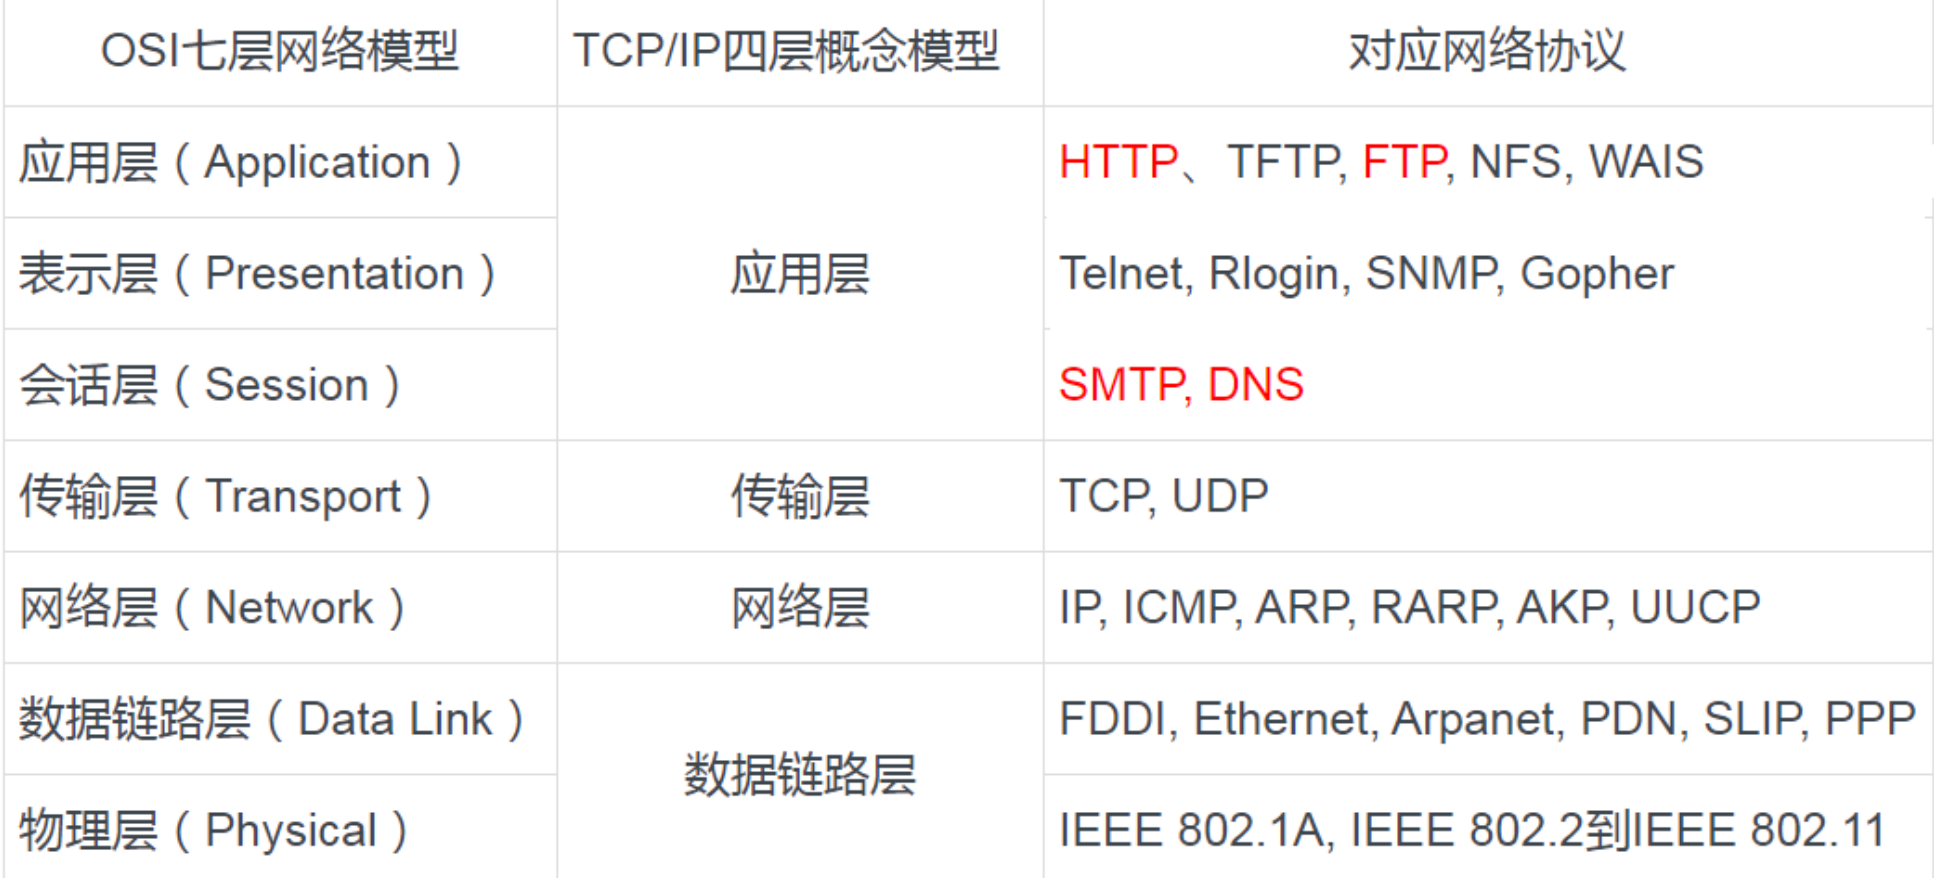 OSI七层网络模型 TCP/IP四层概念模型 对应网络协议
应用层（Application） HTTP、TFTP, FTP, NFS, WAIS
表示层（Presentation） 应用层 Telnet, Rlogin, SNMP, Gopher
会话层（Session） SMTP, DNS
传输层（Transport） 传输层 TCP, UDP
网络层（Network） 网络层 IP, ICMP, ARP, RARP, AKP, UUCP
数据链路层（Data Link） FDDI, Ethernet, Arpanet, PDN, SLIP, PPP
数据链路层
物理层（Physical） IEEE 802.1A, IEEE 802.2到IEEE 802.11